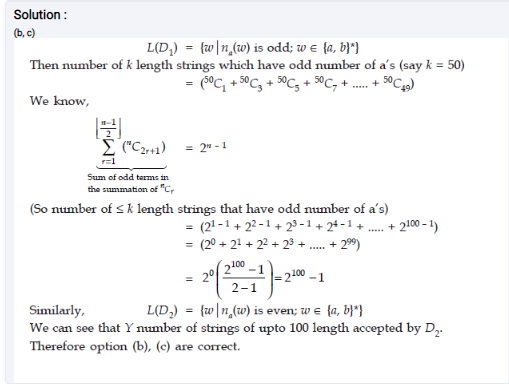 Solution :
(b, c)
L(D₁) = {w|nₐ(w) is odd; w ∈ {a, b}*}
Then number of k length strings which have odd number of a's (say k = 50)
= (⁵⁰C₁ + ⁵⁰C₃ + ⁵⁰C₅ + ⁵⁰C₇ + ..... + ⁵⁰C₄₉)
We know,
⌊(n–1)/2⌋
∑ (ⁿC₂ᵣ₊₁) = 2ⁿ⁻¹
r=1
Sum of odd terms in
the summation of ⁿCᵣ
(So number of ≤ k length strings that have odd number of a's)
= (2¹⁻¹ + 2²⁻¹ + 2³⁻¹ + 2⁴⁻¹ + ..... + 2¹⁰⁰⁻¹)
= (2⁰ + 2¹ + 2² + 2³ + ..... + 2⁹⁹)
= 2⁰((2¹⁰⁰ – 1)/(2 – 1)) = 2¹⁰⁰ – 1
Similarly, L(D₂) = {w|nₐ(w) is even; w ∈ {a, b}*}
We can see that Y number of strings of upto 100 length accepted by D₂.
Therefore option (b), (c) are correct.